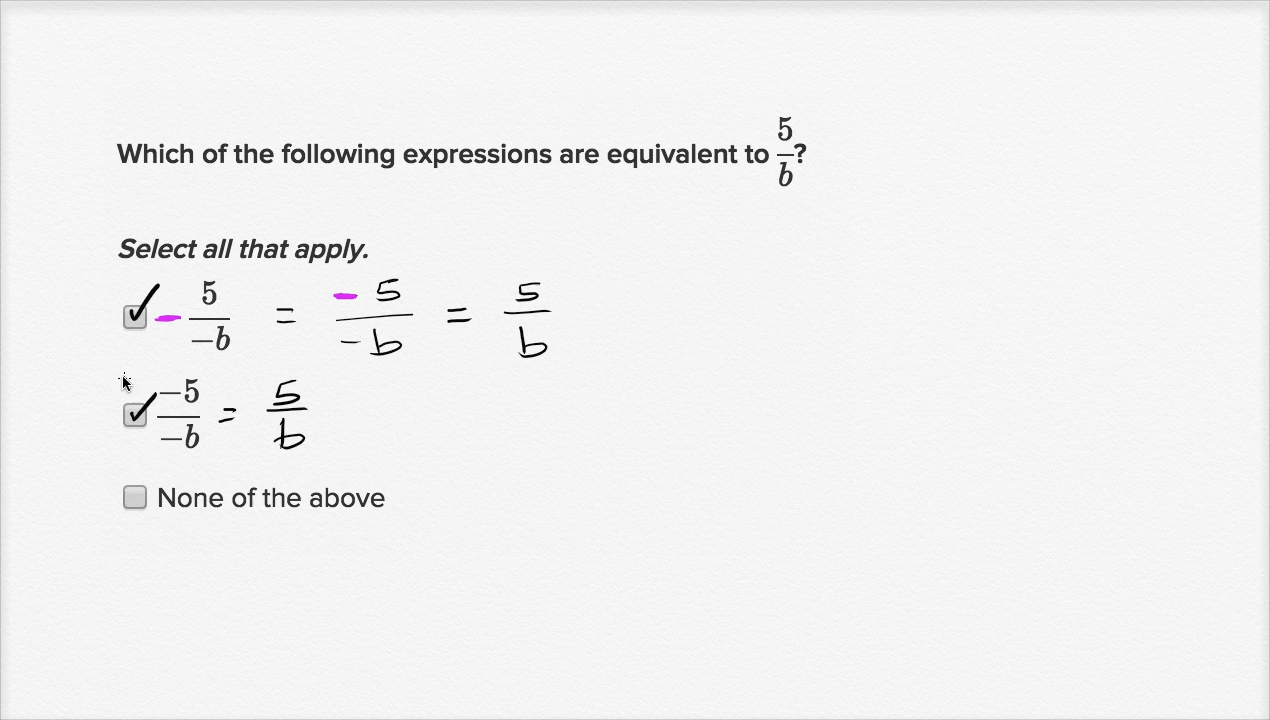 Which of the following expressions are equivalent to 5/b?
Select all that apply.
✓ - 5/−b = - 5/-b = 5/b
✓ −5/−b = 5/b
None of the above